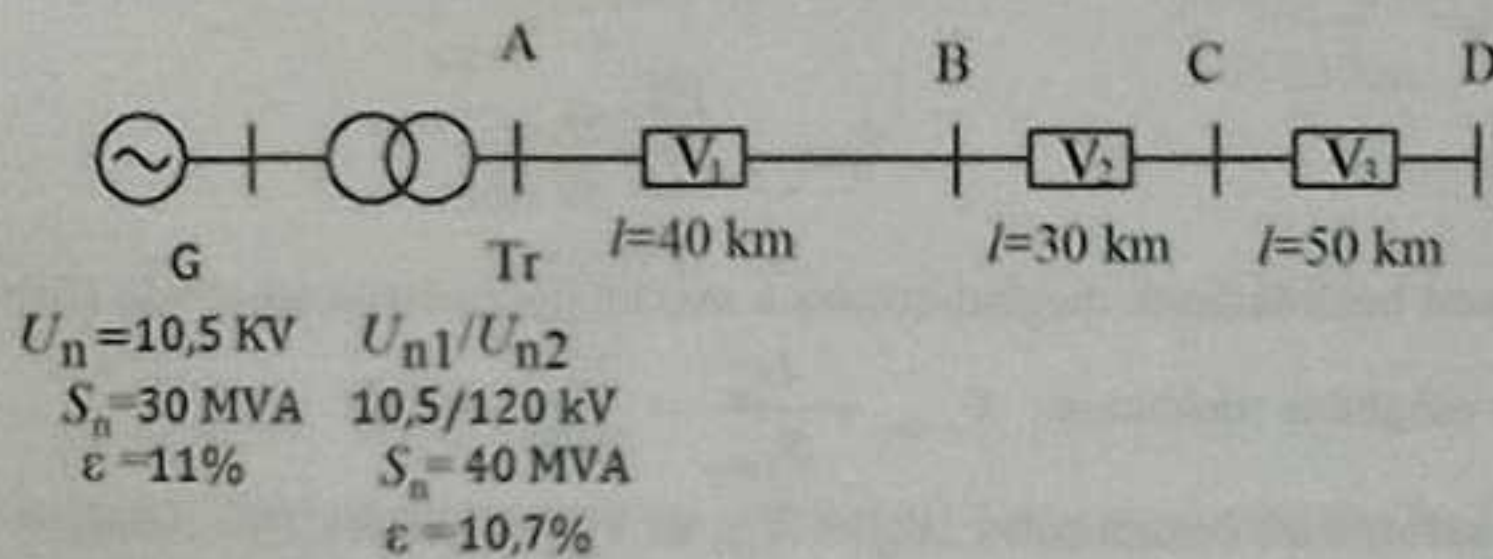 A
B
C
D
~
V₁
V₂
V₃
G
Tr
l=40 km
l=30 km
l=50 km
Uₙ=10,5 KV Uₙ₁/Uₙ₂
Sₙ=30 MVA 10,5/120 kV
ε=11% Sₙ=40 MVA
ε=10,7%